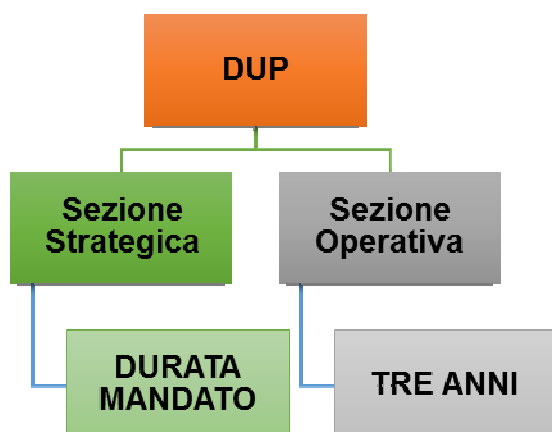 DUP
Sezione
Strategica
Sezione
Operativa
DURATA
MANDATO
TRE ANNI